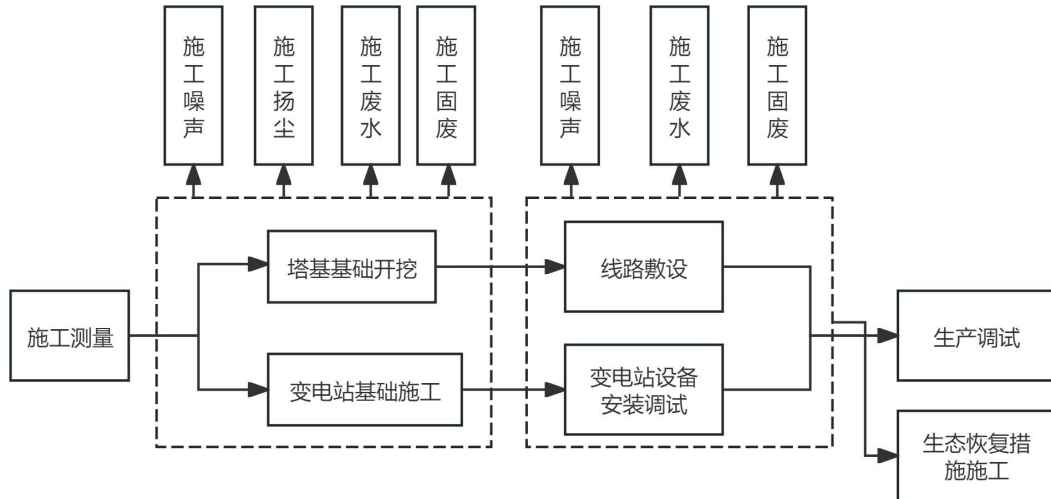 施工噪声
施工扬尘
施工废水
施工固废
施工噪声
施工废水
施工固废
塔基基础开挖
线路敷设
施工测量
生产调试
变电站基础施工
变电站设备
安装调试
生态恢复措
施施工